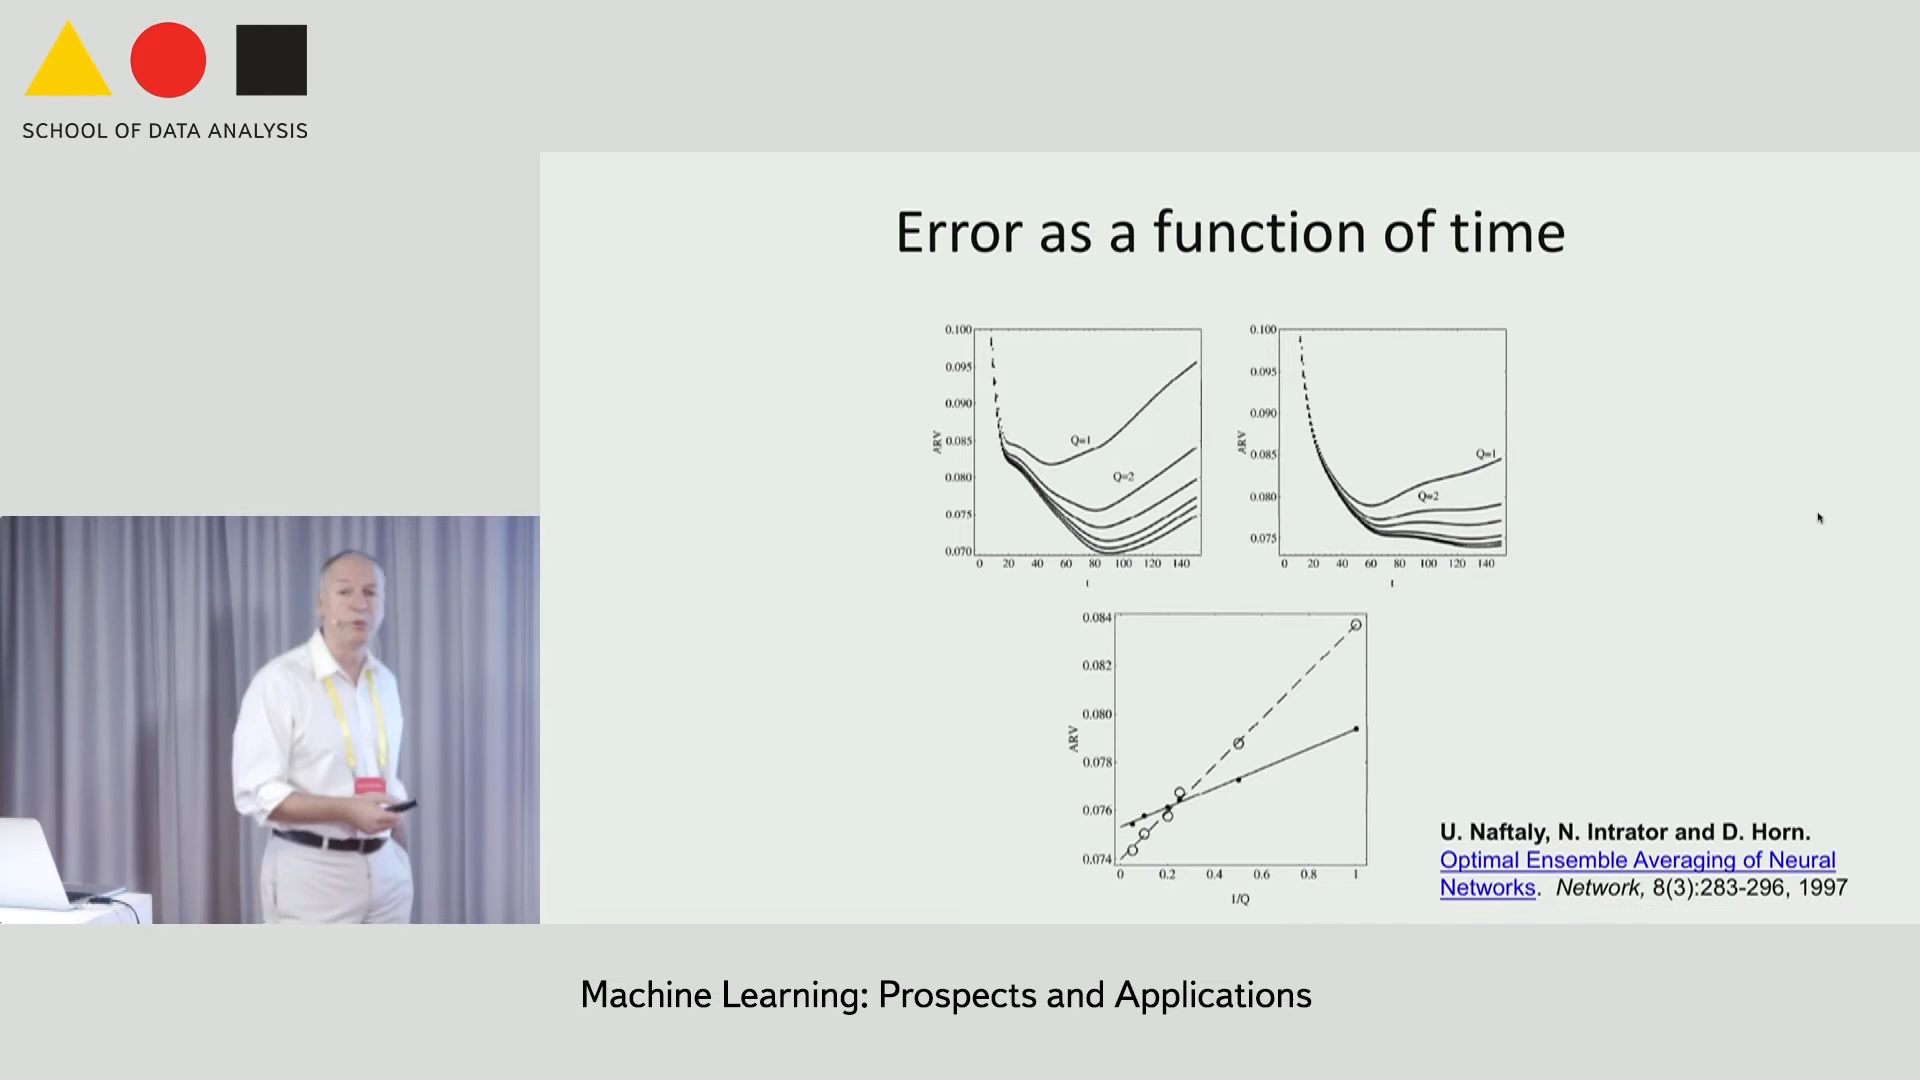 SCHOOL OF DATA ANALYSIS
Error as a function of time
0.100
0.095
0.090
0.085
0.080
0.075
0.070
ARV
Q=1
Q=2
0 20 40 60 80 100 120 140
t
0.100
0.095
0.090
0.085
0.080
0.075
ARV
Q=1
Q=2
0 20 40 60 80 100 120 140
t
0.084
0.082
0.080
0.078
0.076
0.074
ARV
0 0.2 0.4 0.6 0.8 1
1/Q
U. Naftaly, N. Intrator and D. Horn.
Optimal Ensemble Averaging of Neural
Networks. Network, 8(3):283-296, 1997
Machine Learning: Prospects and Applications